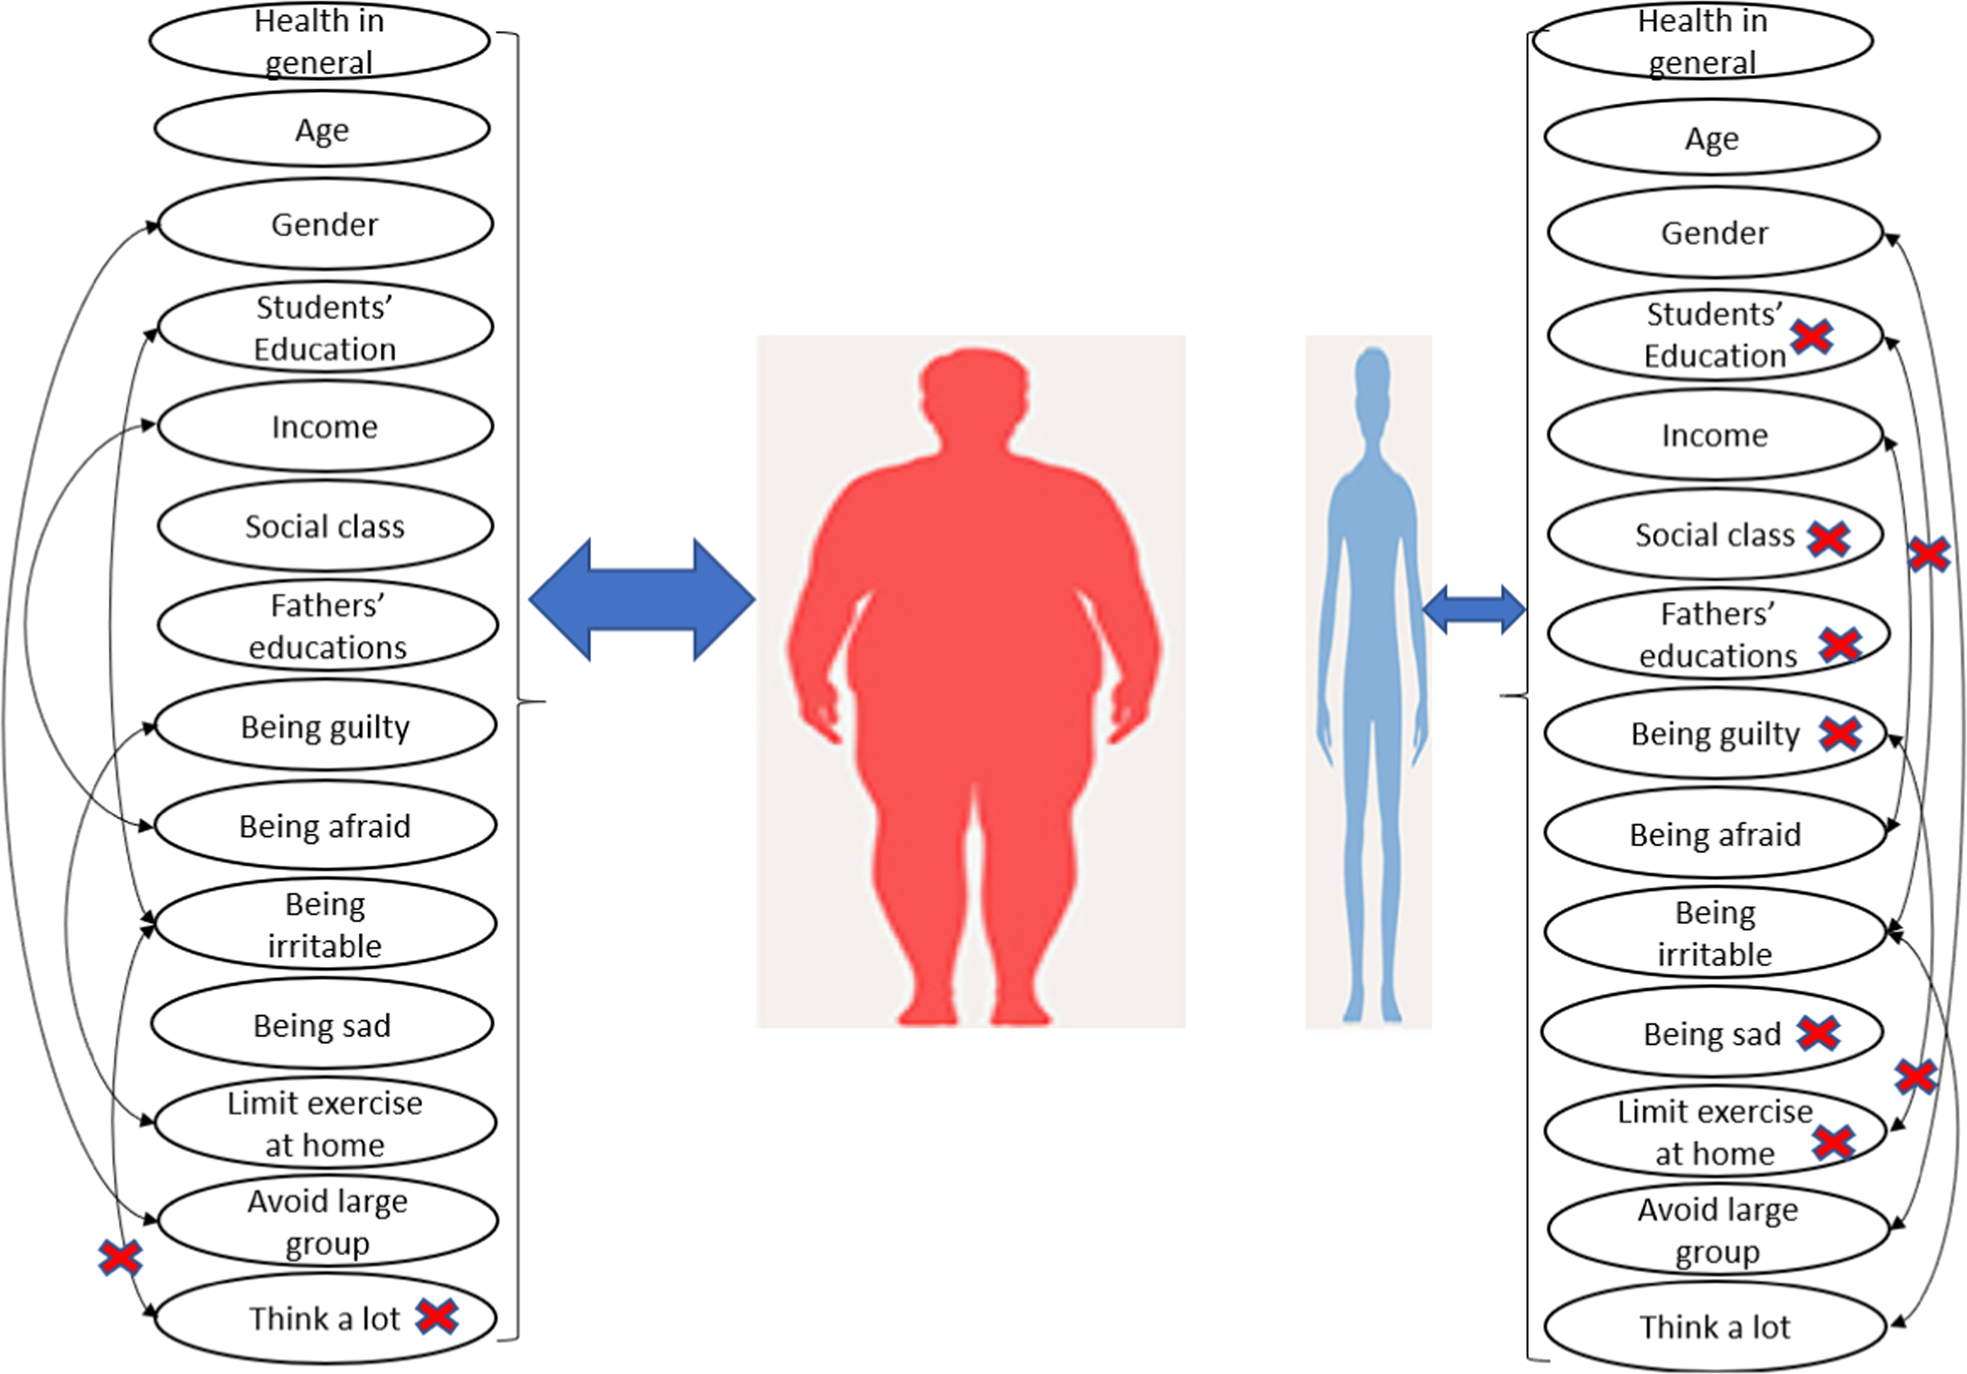 Health in
general
Age
Gender
Students’
Education
Income
Social class
Fathers’
educations
Being guilty
Being afraid
Being
irritable
Being sad
Limit exercise
at home
Avoid large
group
Think a lot
Health in
general
Age
Gender
Students’
Education
Income
Social class
Fathers’
educations
Being guilty
Being afraid
Being
irritable
Being sad
Limit exercise
at home
Avoid large
group
Think a lot